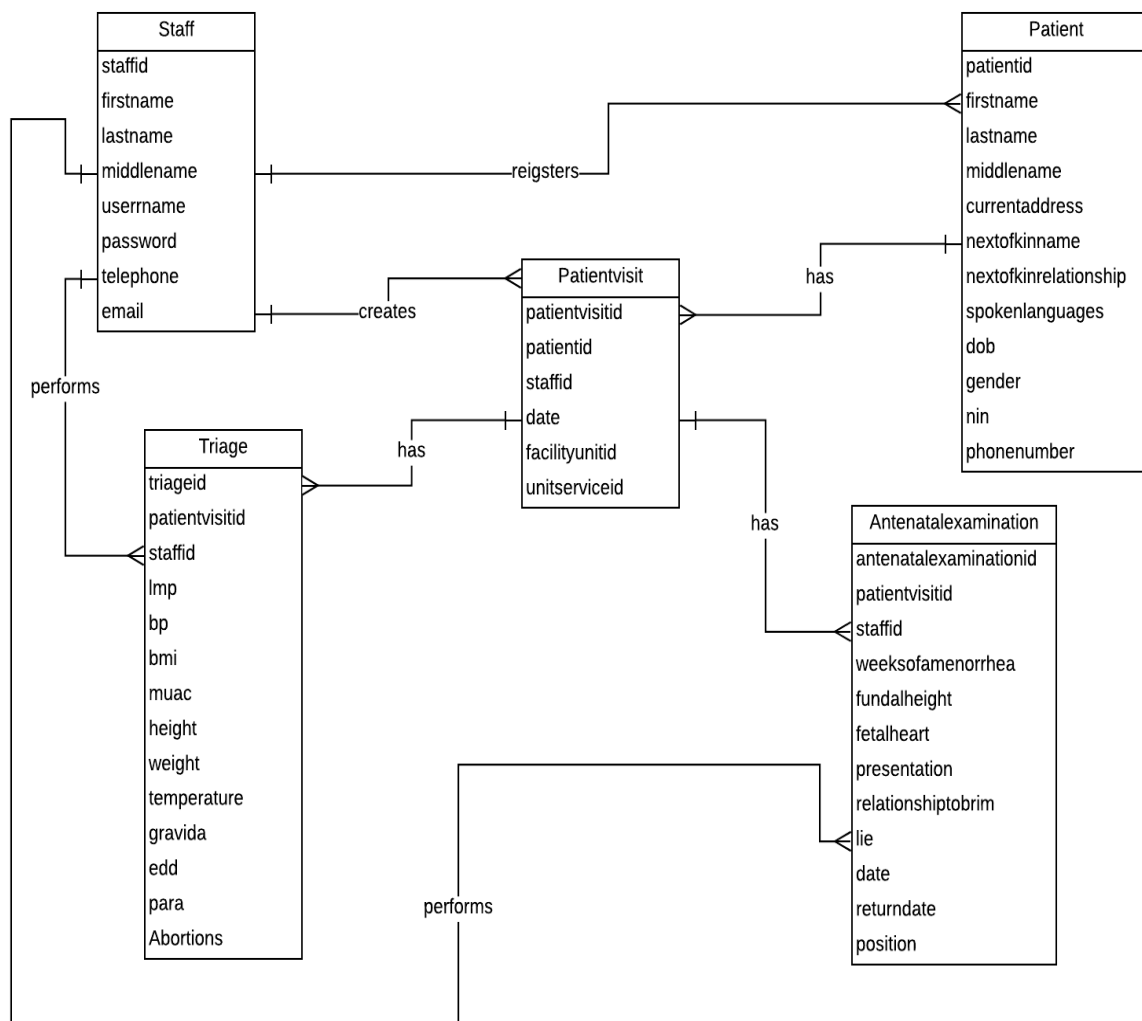 Staff
staffid
firstname
lastname
middlename
userrname
password
telephone
email
reigsters
creates
performs
Patient
patientid
firstname
lastname
middlename
currentaddress
nextofkinname
nextofkinrelationship
spokenlanguages
dob
gender
nin
phonenumber
has
Patientvisit
patientvisitid
patientid
staffid
date
facilityunitid
unitserviceid
has
has
Triage
triageid
patientvisitid
staffid
lmp
bp
bmi
muac
height
weight
temperature
gravida
edd
para
Abortions
Antenatalexamination
antenatalexaminationid
patientvisitid
staffid
weeksofamenorrhea
fundalheight
fetalheart
presentation
relationshiptobrim
lie
date
returndate
position
performs